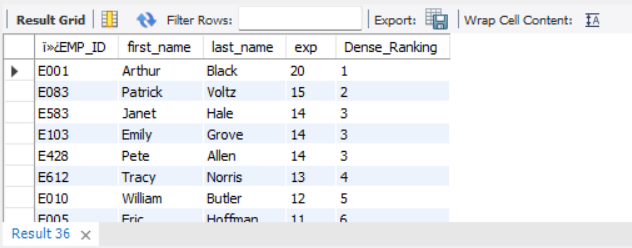 Result Grid Filter Rows: Export: Wrap Cell Content: IA
ï»¿EMP_ID first_name last_name exp Dense_Ranking
E001 Arthur Black 20 1
E083 Patrick Voltz 15 2
E583 Janet Hale 14 3
E103 Emily Grove 14 3
E428 Pete Allen 14 3
E612 Tracy Norris 13 4
E010 William Butler 12 5
E005 Eric Hoffman 11 6
Result 36 ×